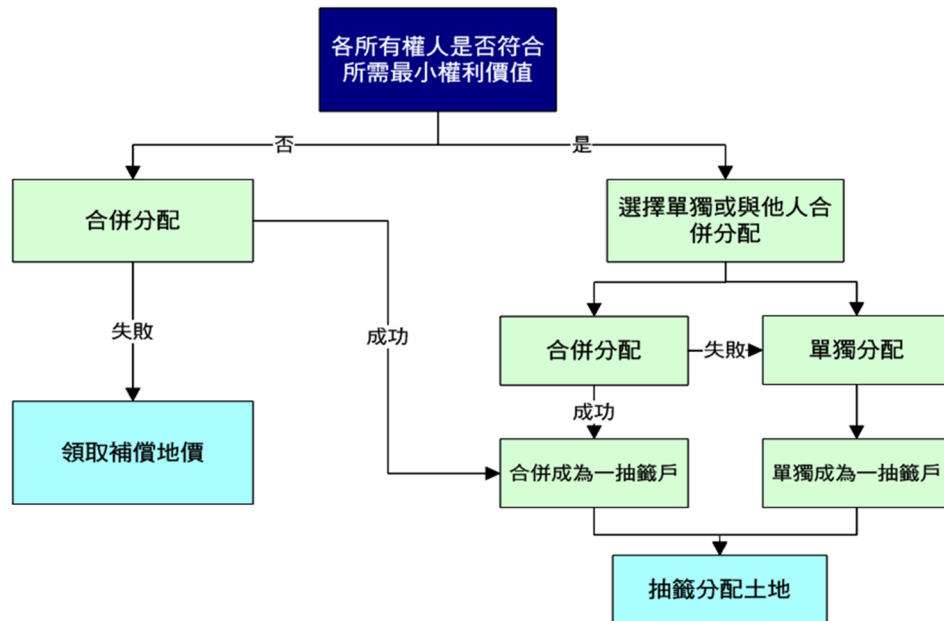 各所有權人是否符合
所需最小權利價值
否
是
合併分配
選擇單獨或與他人合
併分配
失敗
成功
合併分配
失敗
單獨分配
成功
領取補償地價
合併成為一抽籤戶
單獨成為一抽籤戶
抽籤分配土地